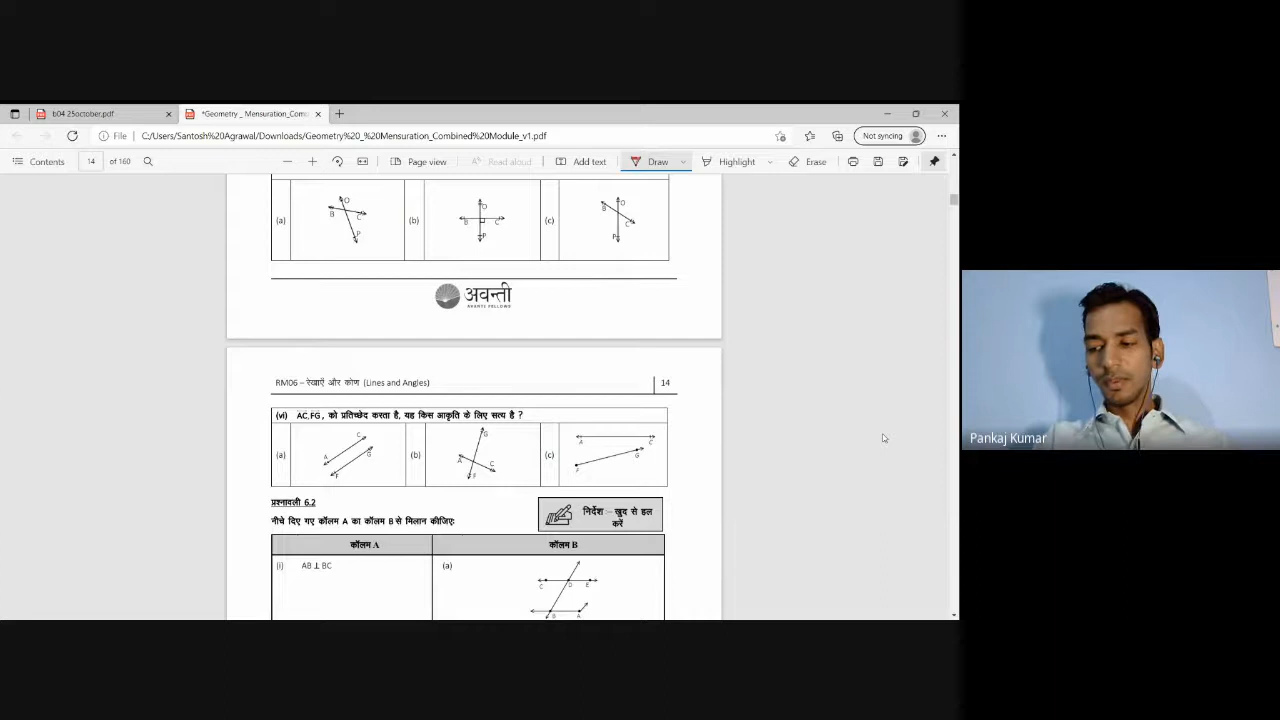 b04 25october.pdf
*Geometry _ Mensuration_Com
File
C:/Users/Santosh%20Agrawal/Downloads/Geometry%20_%20Mensuration_Combined%20Module_v1.pdf
Not syncing
Contents
14 of 160
Page view
Read aloud
Add text
Draw
Highlight
Erase
(a)
O
B
C
P
(b)
O
B
C
P
(c)
B
O
C
P
अवन्ती
AVANTI FELLOWS
RM06 – रेखाएँ और कोण (Lines and Angles)
14
(vi) AC,FG, को प्रतिच्छेद करता है, यह किस आकृति के लिए सत्य है ?
(a)
C
A
G
F
(b)
G
A
C
F
(c)
A
C
G
F
प्रश्नावली 6.2
नीचे दिए गए कॉलम A का कॉलम B से मिलान कीजिए:
निर्देश – खुद से हल
करें
कॉलम A
कॉलम B
(i) AB ⊥ BC
(a)
C
D
E
B
A
Pankaj Kumar